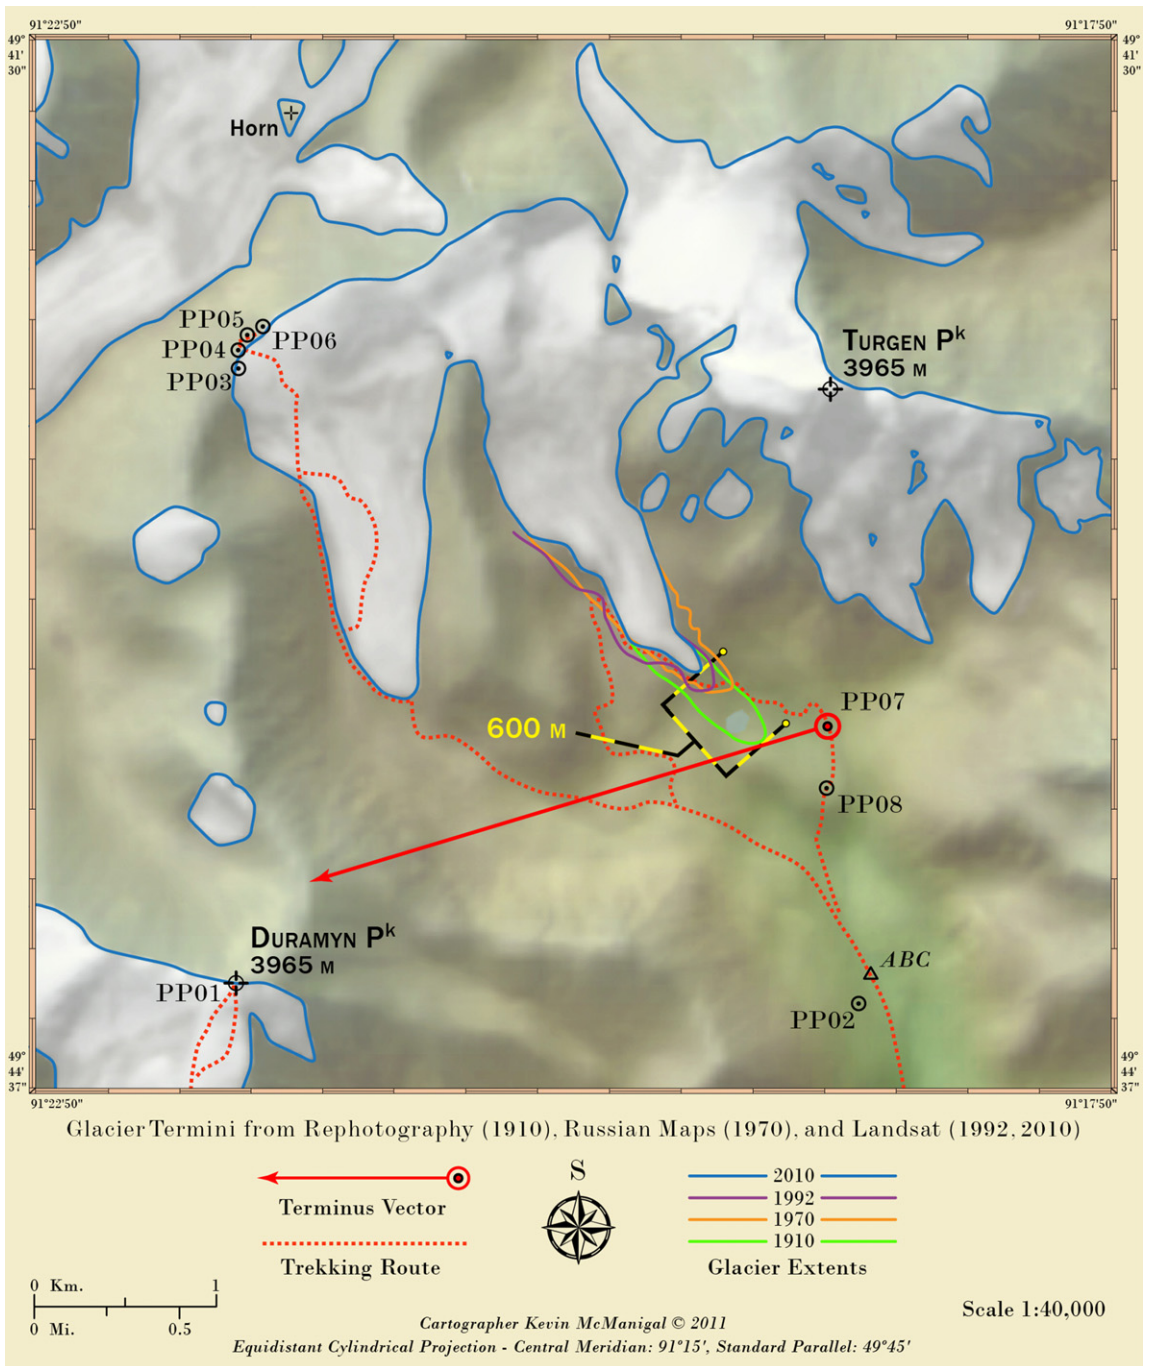 91°22'50"
91°17'50"
49°
41'
30"
49°
41'
30"
Horn
PP05
PP06
PP04
PP03
TURGEN Pk
3965 M
PP07
600 M
PP08
DURAMYN Pk
3965 M
ABC
PP01
PP02
49°
44'
37"
49°
44'
37"
91°22'50"
91°17'50"
Glacier Termini from Rephotography (1910), Russian Maps (1970), and Landsat (1992, 2010)
S
Terminus Vector
Trekking Route
2010
1992
1970
1910
Glacier Extents
0 Km. 1
0 Mi. 0.5
Scale 1:40,000
Cartographer Kevin McManigal © 2011
Equidistant Cylindrical Projection - Central Meridian: 91°15', Standard Parallel: 49°45'